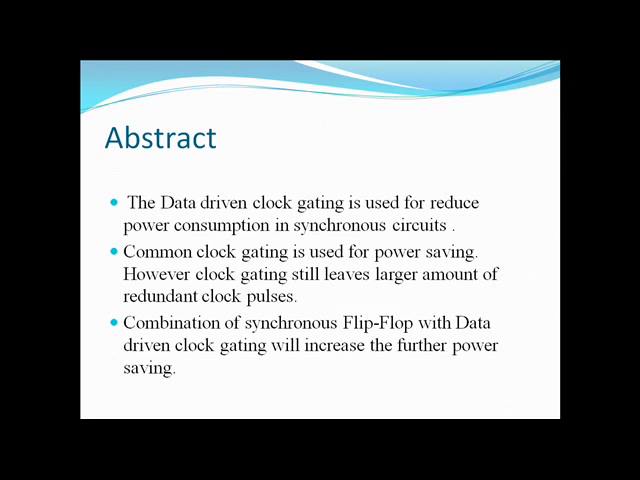 Abstract
The Data driven clock gating is used for reduce
power consumption in synchronous circuits .
Common clock gating is used for power saving.
However clock gating still leaves larger amount of
redundant clock pulses.
Combination of synchronous Flip-Flop with Data
driven clock gating will increase the further power
saving.